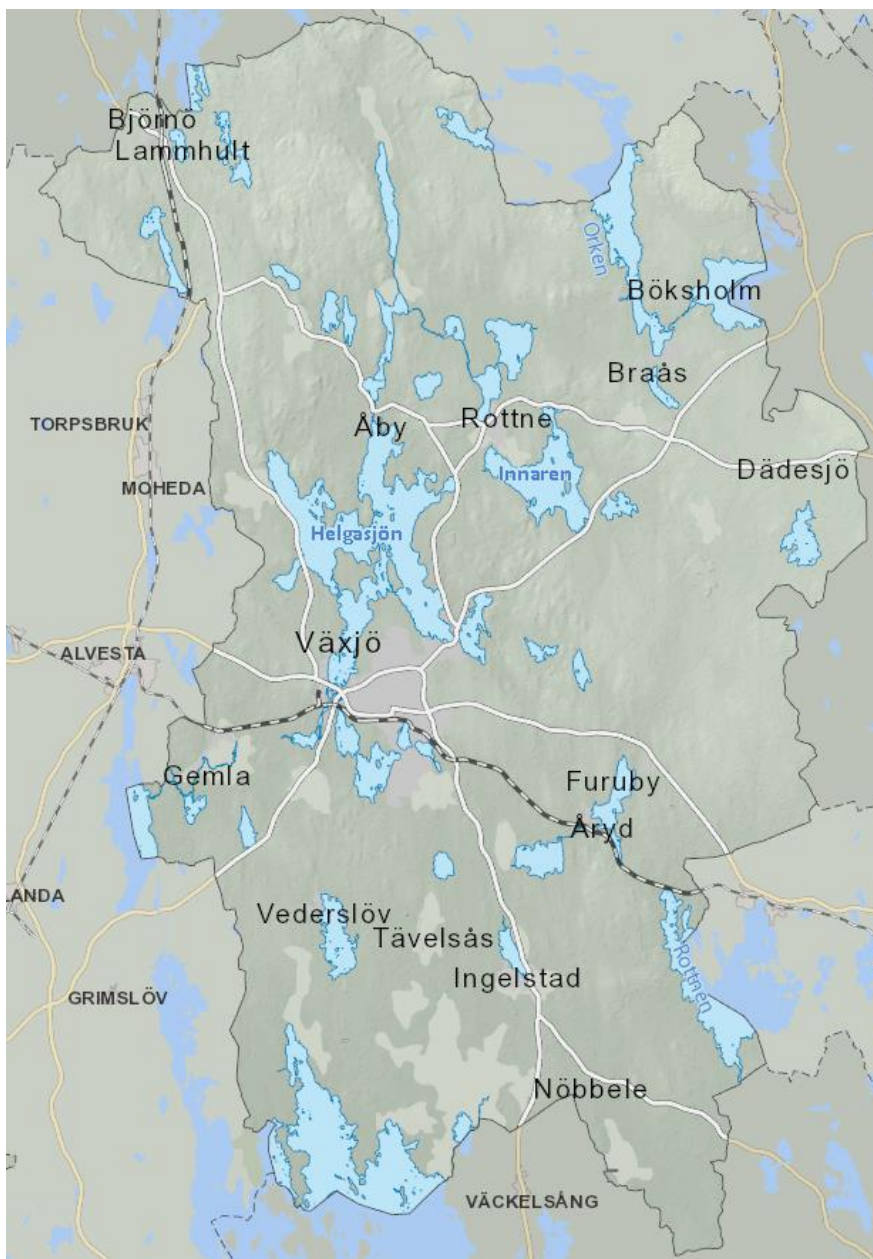 Björnö
Lammhult
Orken
Böksholm
Braås
TORPSBRUK
Åby
Rottne
MOHEDA
Innaren
Dädesjö
Helgasjön
Växjö
ALVESTA
Gemla
Furuby
Åryd
LANDA
Vederslöv
Tävelsås
Ingelstad
Rottnen
GRIMSLÖV
Nöbbele
VÄCKELSÅNG